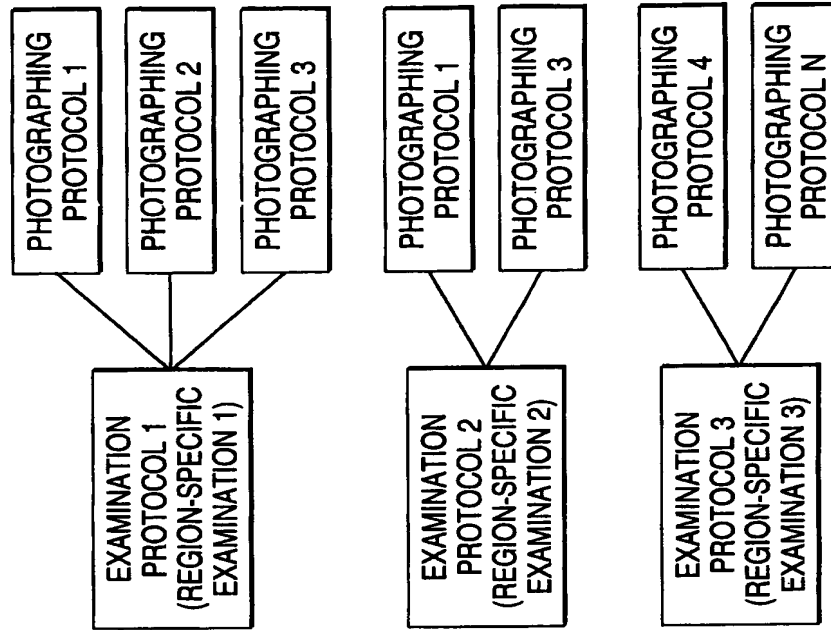 EXAMINATION
PROTOCOL 1
(REGION-SPECIFIC
EXAMINATION 1)
PHOTOGRAPHING
PROTOCOL 1
PHOTOGRAPHING
PROTOCOL 2
PHOTOGRAPHING
PROTOCOL 3
EXAMINATION
PROTOCOL 2
(REGION-SPECIFIC
EXAMINATION 2)
PHOTOGRAPHING
PROTOCOL 1
PHOTOGRAPHING
PROTOCOL 3
EXAMINATION
PROTOCOL 3
(REGION-SPECIFIC
EXAMINATION 3)
PHOTOGRAPHING
PROTOCOL 4
PHOTOGRAPHING
PROTOCOL N